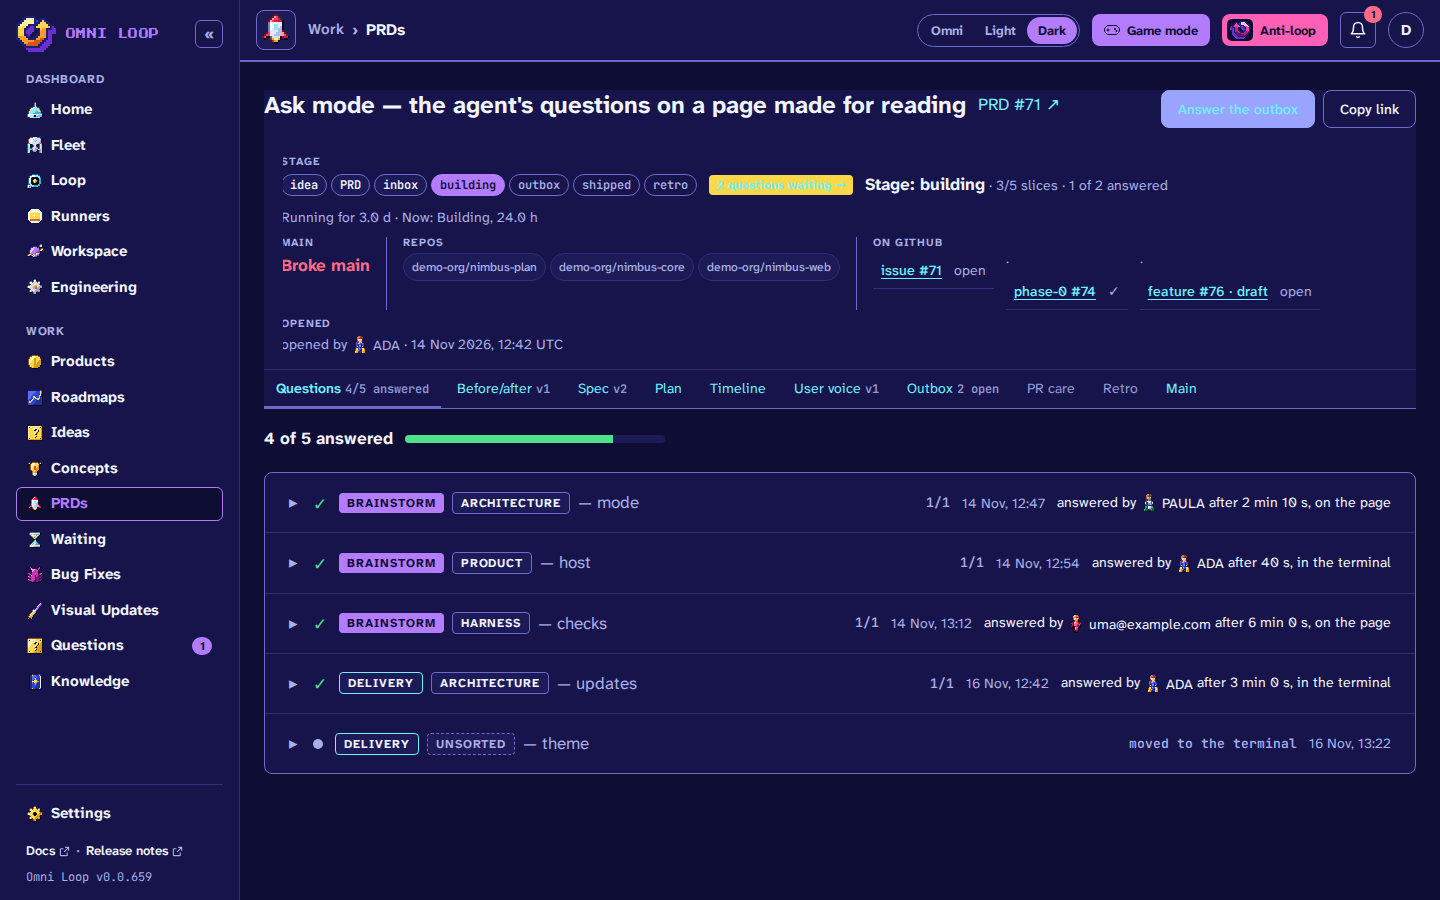 OMNI LOOP
«
DASHBOARD
Home
Fleet
Loop
Runners
Workspace
Engineering
WORK
Products
Roadmaps
Ideas
Concepts
PRDs
Waiting
Bug Fixes
Visual Updates
Questions 1
Knowledge
Settings
Docs · Release notes
Omni Loop v0.0.659
Work › PRDs
Omni Light Dark
Game mode
Anti-loop
1
D
Ask mode — the agent's questions on a page made for reading PRD #71 ↗
Answer the outbox
Copy link
STAGE
idea PRD inbox building outbox shipped retro 2 questions waiting → Stage: building · 3/5 slices · 1 of 2 answered
Running for 3.0 d · Now: Building, 24.0 h
MAIN
Broke main
REPOS
demo-org/nimbus-plan demo-org/nimbus-core demo-org/nimbus-web
ON GITHUB
issue #71 open
· phase-0 #74 ✓
· feature #76 · draft open
OPENED
opened by ADA · 14 Nov 2026, 12:42 UTC
Questions 4/5 answered Before/after v1 Spec v2 Plan Timeline User voice v1 Outbox 2 open PR care Retro Main
4 of 5 answered
▶ ✓ BRAINSTORM ARCHITECTURE — mode 1/1 14 Nov, 12:47 answered by PAULA after 2 min 10 s, on the page
▶ ✓ BRAINSTORM PRODUCT — host 1/1 14 Nov, 12:54 answered by ADA after 40 s, in the terminal
▶ ✓ BRAINSTORM HARNESS — checks 1/1 14 Nov, 13:12 answered by uma@example.com after 6 min 0 s, on the page
▶ ✓ DELIVERY ARCHITECTURE — updates 1/1 16 Nov, 12:42 answered by ADA after 3 min 0 s, in the terminal
▶ ● DELIVERY UNSORTED — theme moved to the terminal 16 Nov, 13:22